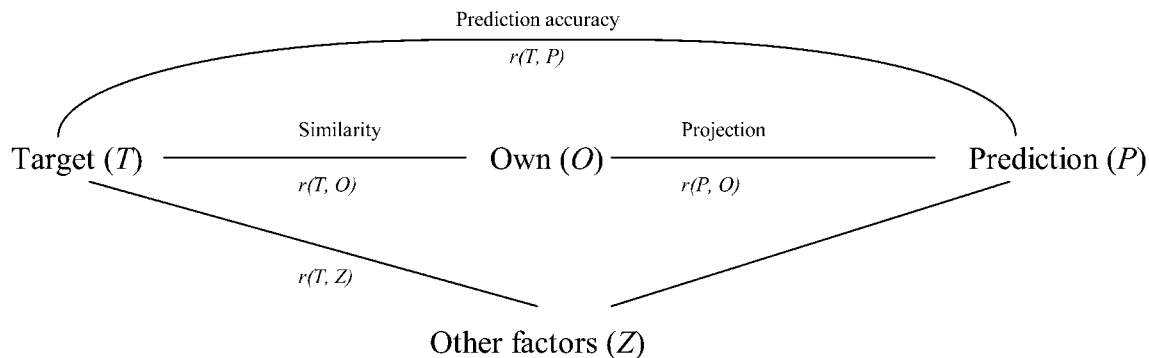 Prediction accuracy
r(T, P)
Similarity
Projection
Target (T)
Own (O)
Prediction (P)
r(T, O)
r(P, O)
r(T, Z)
Other factors (Z)